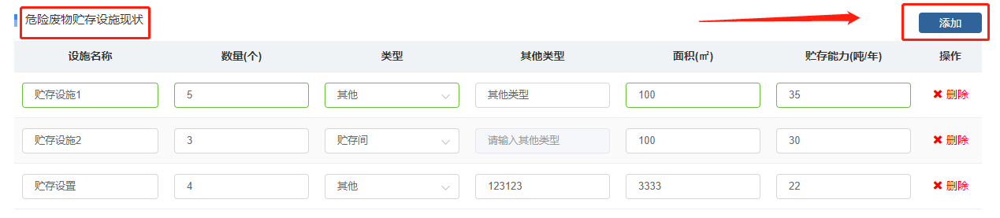 危险废物贮存设施现状
添加
设施名称 数量(个) 类型 其他类型 面积(㎡) 贮存能力(吨/年) 操作
贮存设施1 5 其他 其他类型 100 35 删除
贮存设施2 3 贮存间 请输入其他类型 100 30 删除
贮存设置 4 其他 123123 3333 22 删除